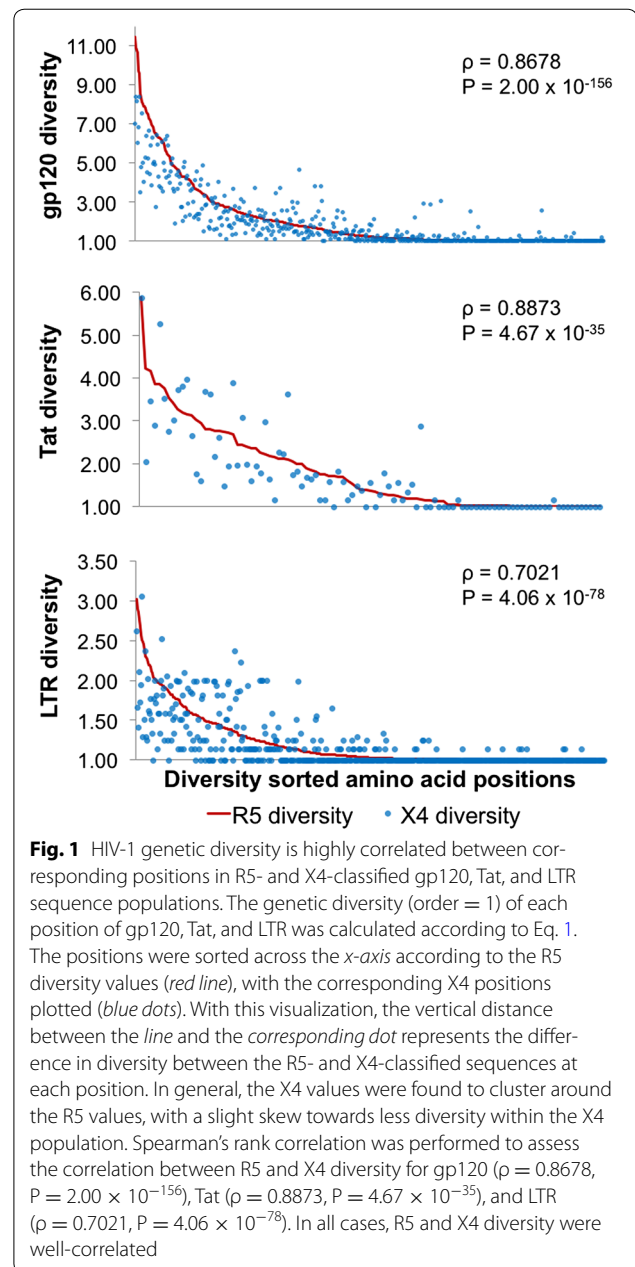 11.00
9.00
7.00
5.00
3.00
1.00
gp120 diversity
ρ = 0.8678
P = 2.00 x 10-156
6.00
5.00
4.00
3.00
2.00
1.00
Tat diversity
ρ = 0.8873
P = 4.67 x 10-35
3.50
3.00
2.50
2.00
1.50
1.00
LTR diversity
ρ = 0.7021
P = 4.06 x 10-78
Diversity sorted amino acid positions
R5 diversity X4 diversity
Fig. 1 HIV-1 genetic diversity is highly correlated between cor-
responding positions in R5- and X4-classified gp120, Tat, and LTR
sequence populations. The genetic diversity (order = 1) of each
position of gp120, Tat, and LTR was calculated according to Eq. 1.
The positions were sorted across the x-axis according to the R5
diversity values (red line), with the corresponding X4 positions
plotted (blue dots). With this visualization, the vertical distance
between the line and the corresponding dot represents the differ-
ence in diversity between the R5- and X4-classified sequences at
each position. In general, the X4 values were found to cluster around
the R5 values, with a slight skew towards less diversity within the X4
population. Spearman's rank correlation was performed to assess
the correlation between R5 and X4 diversity for gp120 (ρ = 0.8678,
P = 2.00 × 10−156), Tat (ρ = 0.8873, P = 4.67 × 10−35), and LTR
(ρ = 0.7021, P = 4.06 × 10−78). In all cases, R5 and X4 diversity were
well-correlated